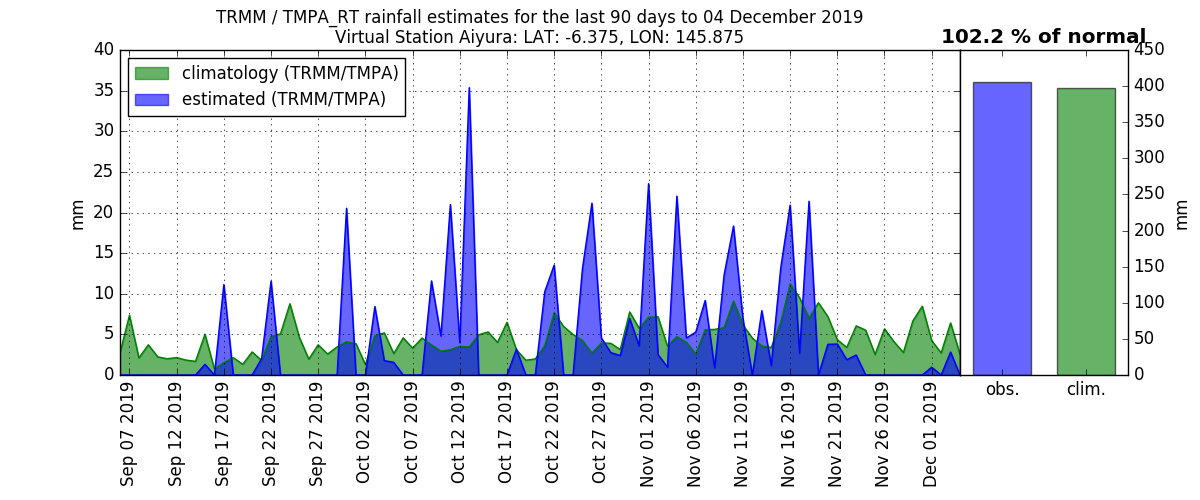 TRMM / TMPA_RT rainfall estimates for the last 90 days to 04 December 2019
Virtual Station Aiyura: LAT: -6.375, LON: 145.875
102.2 % of normal
climatology (TRMM/TMPA)
estimated (TRMM/TMPA)
40
35
30
25
20
15
10
5
0
mm
Sep 07 2019
Sep 12 2019
Sep 17 2019
Sep 22 2019
Sep 27 2019
Oct 02 2019
Oct 07 2019
Oct 12 2019
Oct 17 2019
Oct 22 2019
Oct 27 2019
Nov 01 2019
Nov 06 2019
Nov 11 2019
Nov 16 2019
Nov 21 2019
Nov 26 2019
Dec 01 2019
450
400
350
300
250
200
150
100
50
0
mm
obs.
clim.